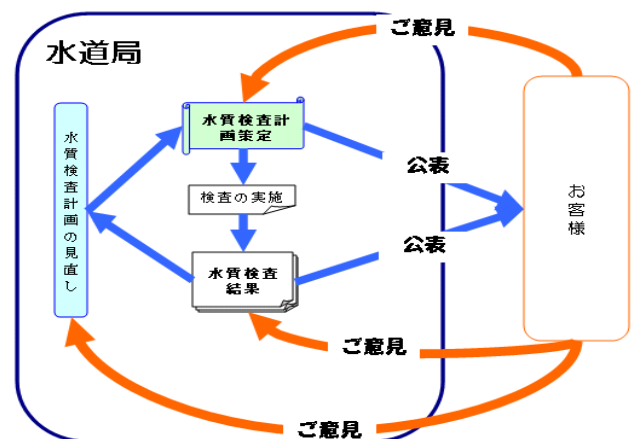 ご意見
水道局
水質検査計
画策定
公表
水質検査計画の見直し
検査の実施
お客様
公表
水質検査
結果
ご意見
ご意見